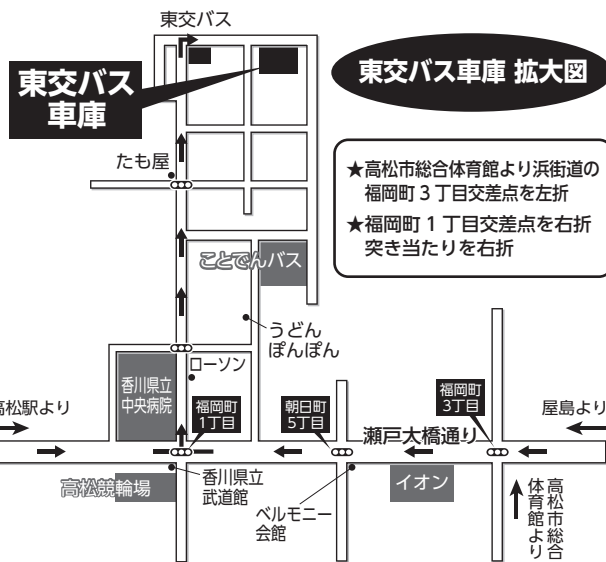 東交バス
東交バス
車庫
東交バス車庫 拡大図
★高松市総合体育館より浜街道の
福岡町3丁目交差点を左折
★福岡町1丁目交差点を右折
突き当たりを右折
たも屋
ことでんバス
うどん
ぽんぽん
ローソン
香川県立
中央病院
福岡町
1丁目
朝日町
5丁目
福岡町
3丁目
高松駅より
屋島より
瀬戸大橋通り
高松競輪場
香川県立
武道館
ベルモニー
会館
イオン
高松市総合
体育館より